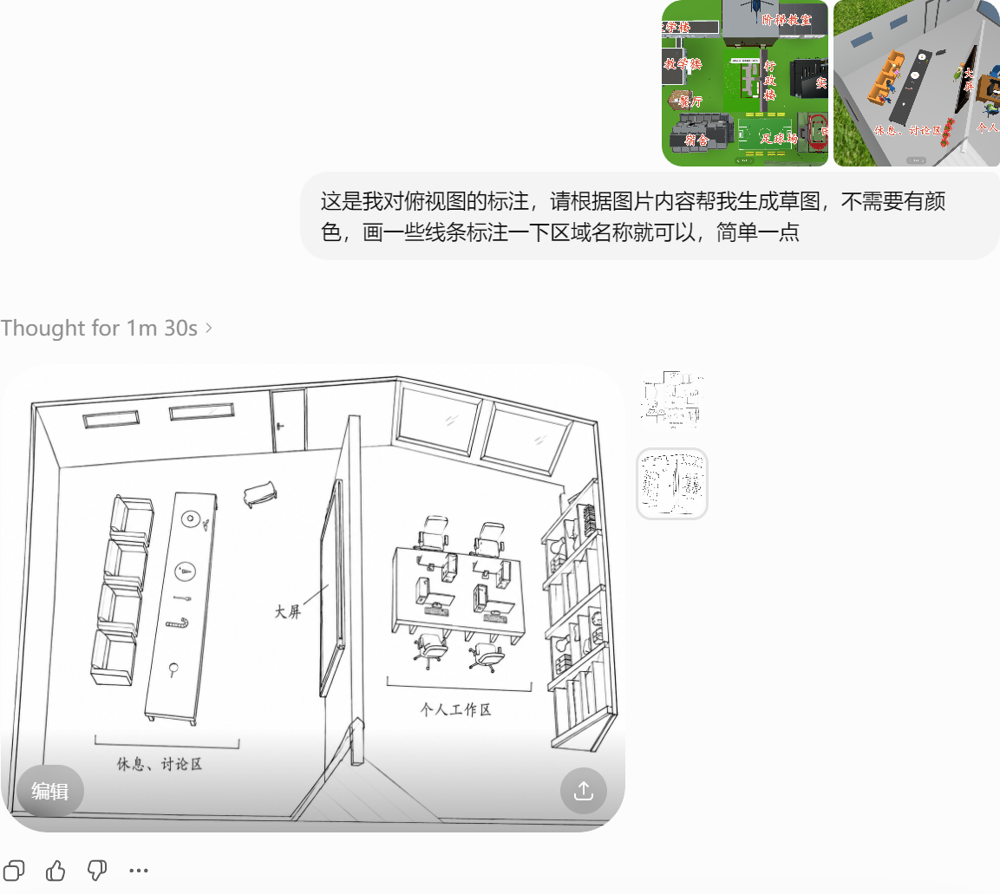 阶梯教室
学楼
教学楼
行政楼
实
餐厅
宿舍
足球场
田
大屏
休息、讨论区
个人
这是我对俯视图的标注，请根据图片内容帮我生成草图，不需要有颜
色，画一些线条标注一下区域名称就可以，简单一点
Thought for 1m 30s
大屏
个人工作区
休息、讨论区
编辑